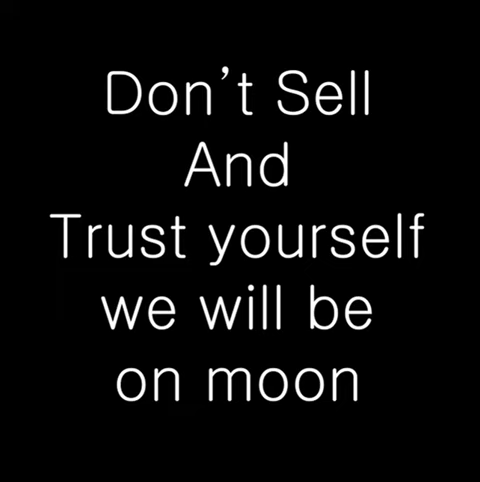 Don’t Sell
And
Trust yourself
we will be
on moon